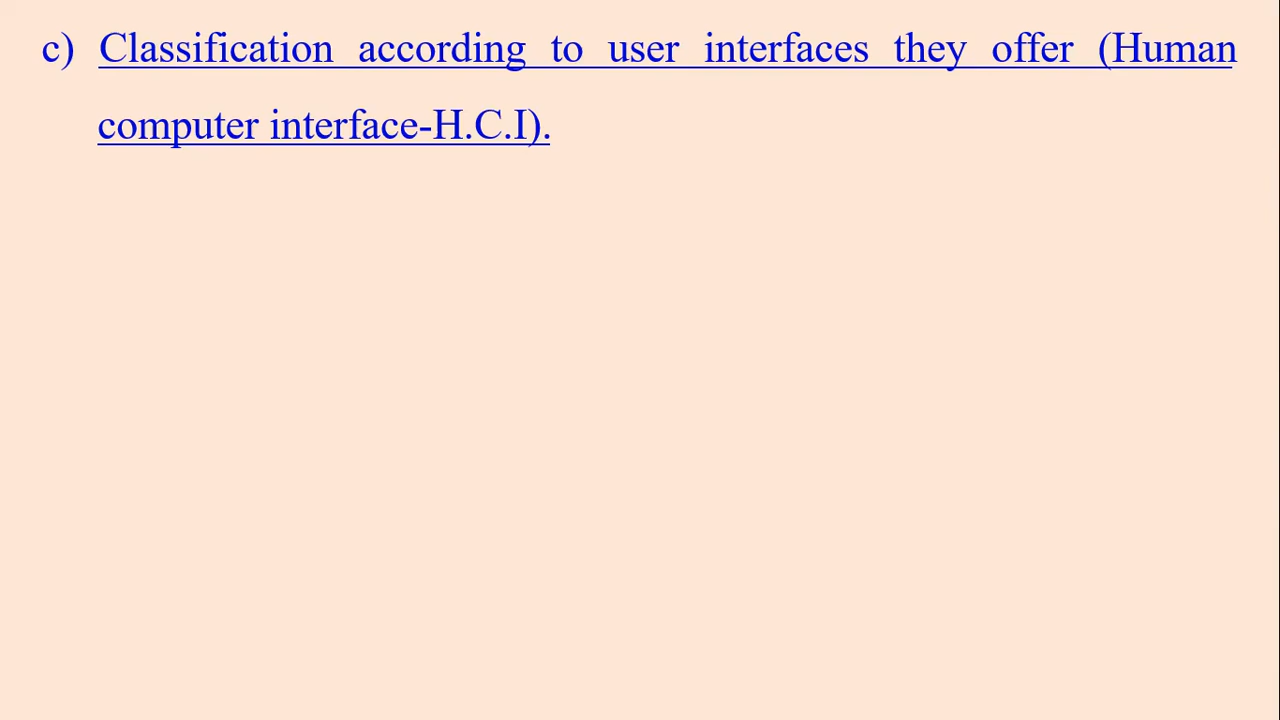 c) Classification according to user interfaces they offer (Human
computer interface-H.C.I).